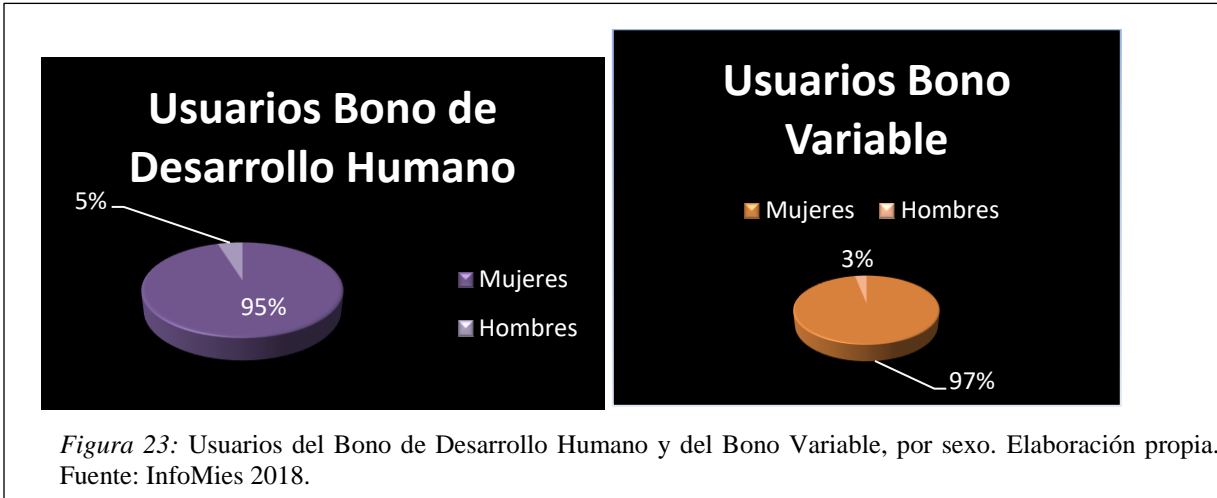 Usuarios Bono de
Desarrollo Humano
5%
95%
Mujeres
Hombres
Usuarios Bono
Variable
Mujeres Hombres
3%
97%
Figura 23: Usuarios del Bono de Desarrollo Humano y del Bono Variable, por sexo. Elaboración propia.
Fuente: InfoMies 2018.